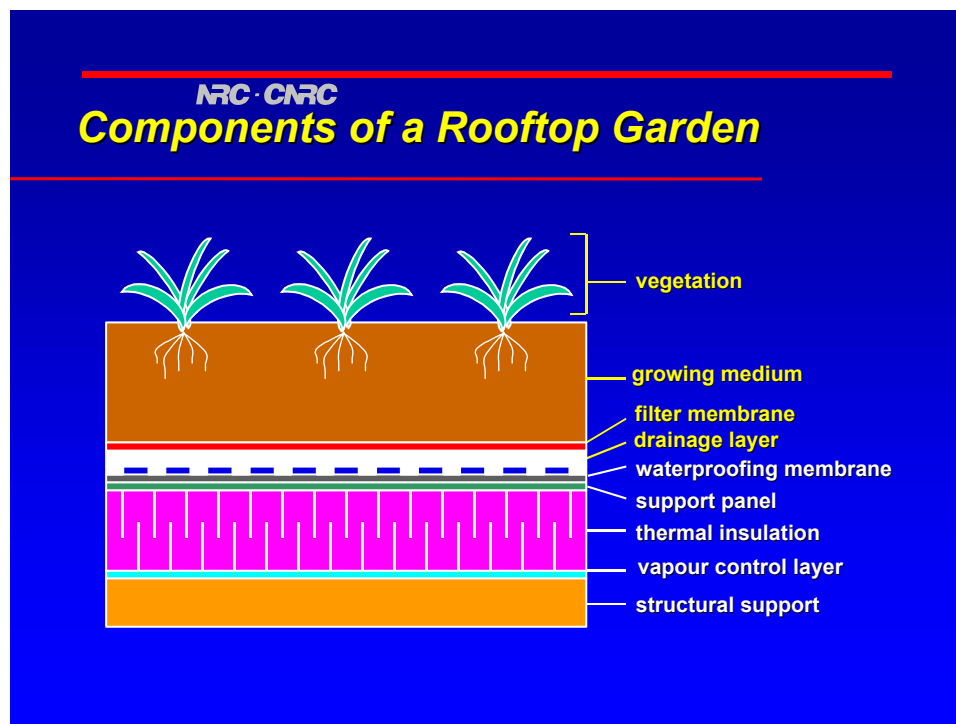 NRC · CNRC
Components of a Rooftop Garden
vegetation
growing medium
filter membrane
drainage layer
waterproofing membrane
support panel
thermal insulation
vapour control layer
structural support